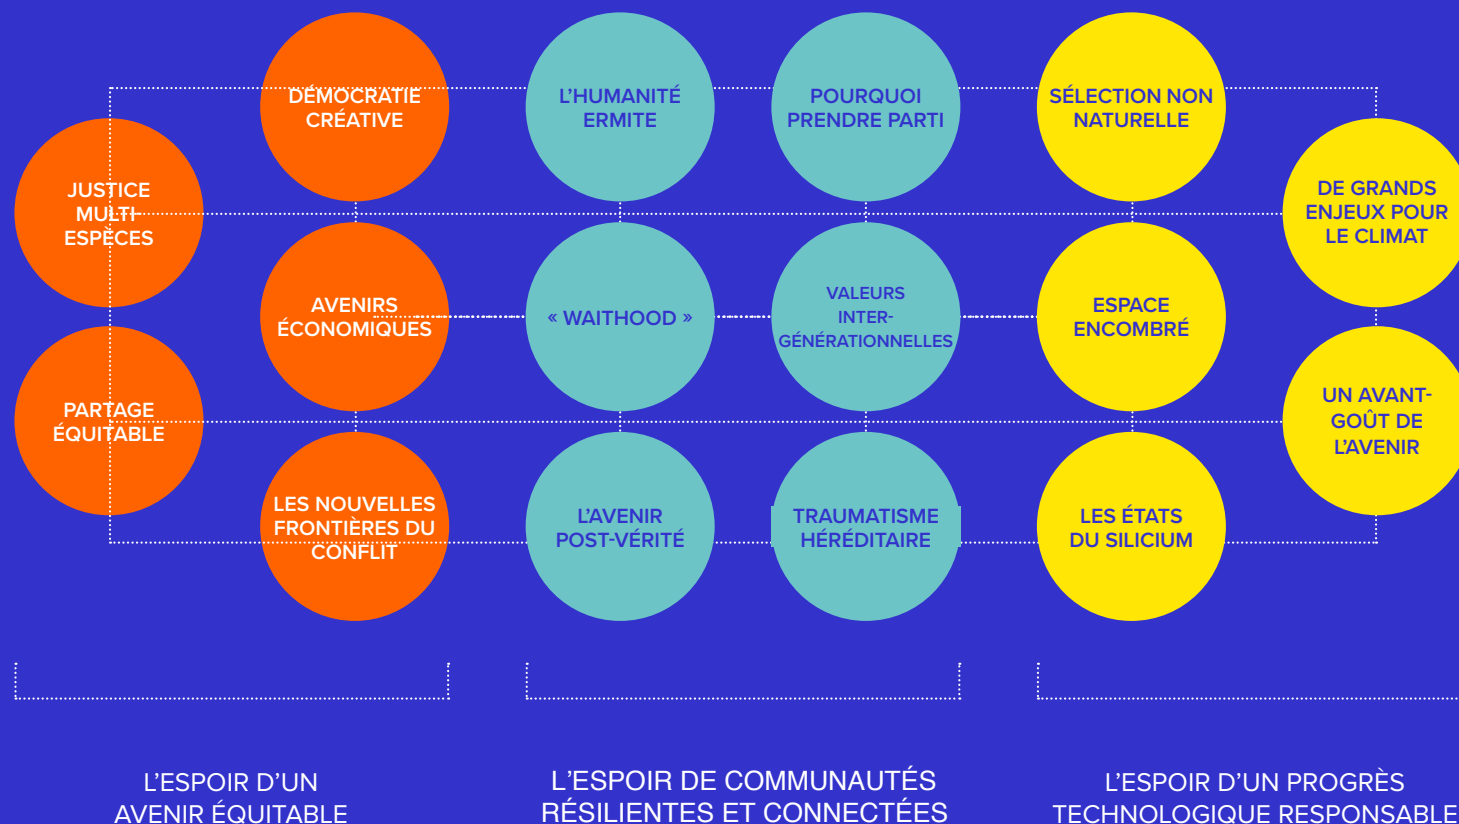 JUSTICE
MULTI-
ESPÈCES
PARTAGE
ÉQUITABLE
DÉMOCRATIE
CRÉATIVE
AVENIRS
ÉCONOMIQUES
LES NOUVELLES
FRONTIÈRES DU
CONFLIT
L'HUMANITÉ
ERMITE
« WAITHOOD »
L'AVENIR
POST-VÉRITÉ
POURQUOI
PRENDRE PARTI
VALEURS
INTER-
GÉNÉRATIONNELLES
TRAUMATISME
HÉRÉDITAIRE
SÉLECTION NON
NATURELLE
ESPACE
ENCOMBRÉ
LES ÉTATS
DU SILICIUM
DE GRANDS
ENJEUX POUR
LE CLIMAT
UN AVANT-
GOÛT DE
L'AVENIR
L'ESPOIR D'UN
AVENIR ÉQUITABLE
L'ESPOIR DE COMMUNAUTÉS
RÉSILIENTES ET CONNECTÉES
L'ESPOIR D'UN PROGRÈS
TECHNOLOGIQUE RESPONSABLE